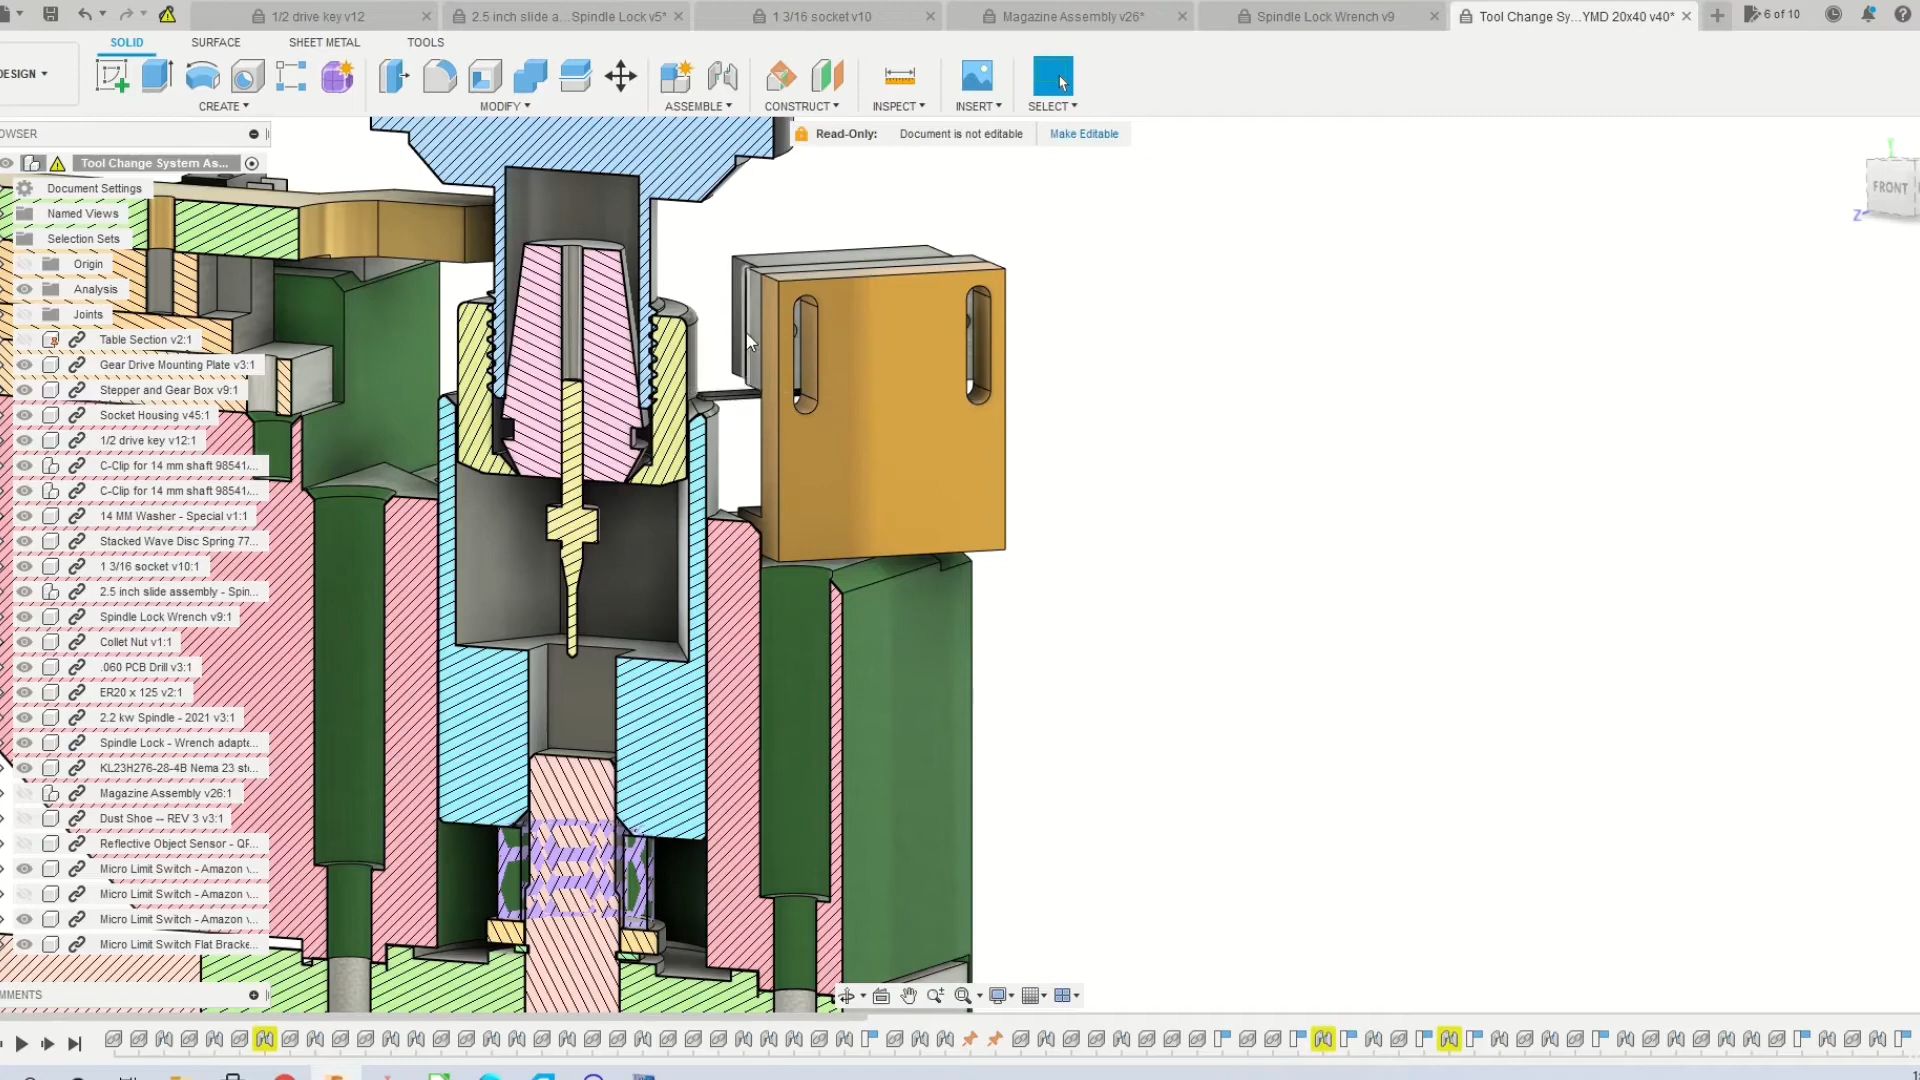 1/2 drive key v12
2.5 inch slide a...Spindle Lock v5*
1 3/16 socket v10
Magazine Assembly v26*
Spindle Lock Wrench v9
Tool Change Sy...YMD 20x40 v40*
6 of 10
SOLID
SURFACE
SHEET METAL
TOOLS
DESIGN
CREATE
MODIFY
ASSEMBLE
CONSTRUCT
INSPECT
INSERT
SELECT
OWSER
Read-Only:
Document is not editable
Make Editable
Tool Change System As...
Document Settings
Named Views
Selection Sets
Origin
Analysis
Joints
Table Section v2:1
Gear Drive Mounting Plate v3:1
Stepper and Gear Box v9:1
Socket Housing v45:1
1/2 drive key v12:1
C-Clip for 14 mm shaft 98541...
C-Clip for 14 mm shaft 98541...
14 MM Washer - Special v1:1
Stacked Wave Disc Spring 77...
1 3/16 socket v10:1
2.5 inch slide assembly - Spin...
Spindle Lock Wrench v9:1
Collet Nut v1:1
.060 PCB Drill v3:1
ER20 x 125 v2:1
2.2 kw Spindle - 2021 v3:1
Spindle Lock - Wrench adapte...
KL23H276-28-4B Nema 23 ste...
Magazine Assembly v26:1
Dust Shoe -- REV 3 v3:1
Reflective Object Sensor - QF...
Micro Limit Switch - Amazon v...
Micro Limit Switch - Amazon v...
Micro Limit Switch - Amazon v...
Micro Limit Switch Flat Bracke...
MMENTS
Y
FRONT
Z